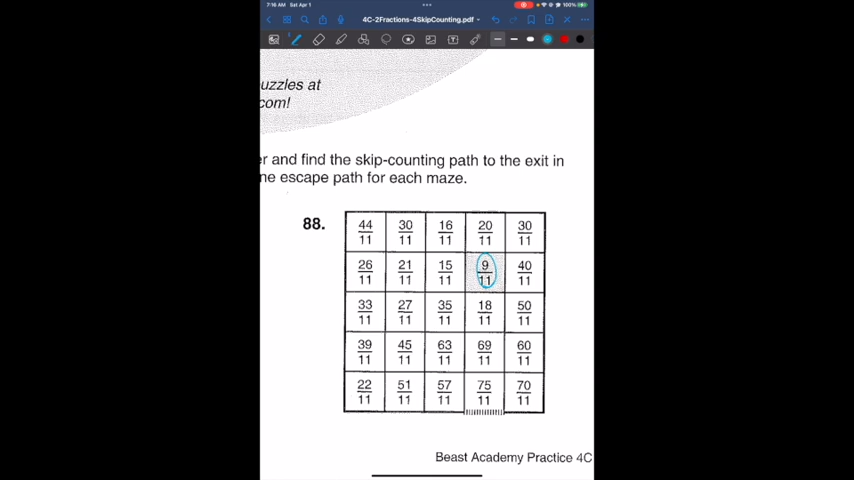 7:16 AM Sat Apr 1
100%
4C-2Fractions-4SkipCounting.pdf
uzzles at
com!
er and find the skip-counting path to the exit in
ne escape path for each maze.
88.
44/11 30/11 16/11 20/11 30/11
26/11 21/11 15/11 9/11 40/11
33/11 27/11 35/11 18/11 50/11
39/11 45/11 63/11 69/11 60/11
22/11 51/11 57/11 75/11 70/11
Beast Academy Practice 4C